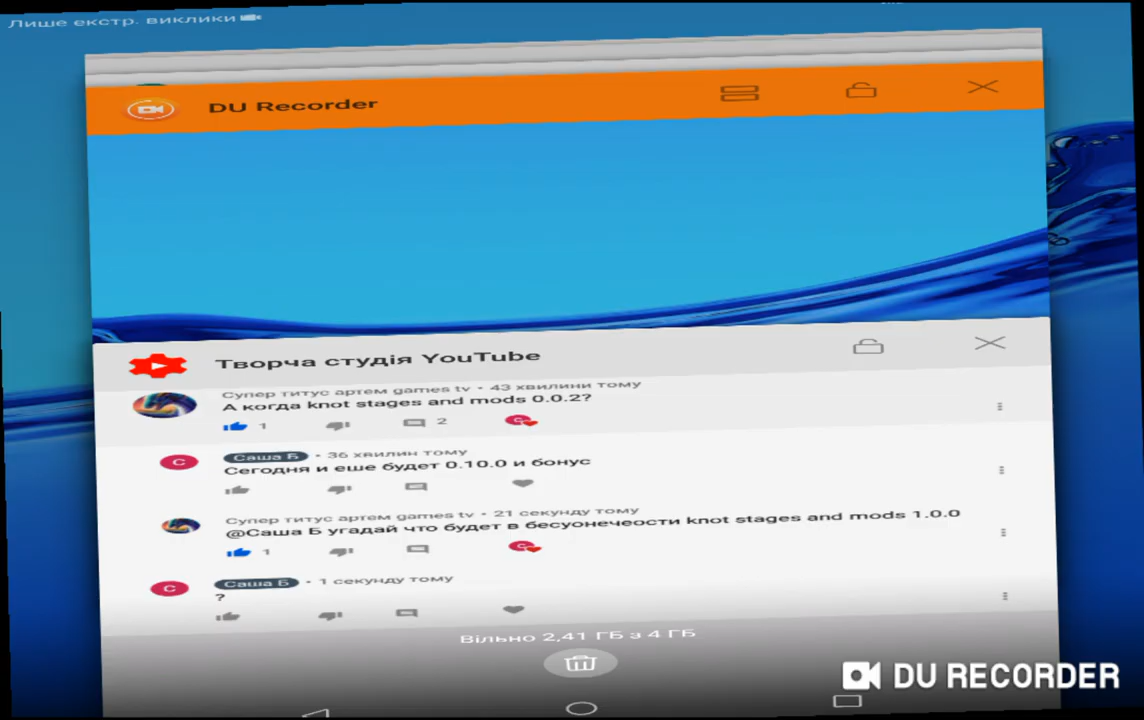 Лише екстр. виклики
DU Recorder
Творча студія YouTube
Супер титус артем games tv • 43 хвилини тому
А когда knot stages and mods 0.0.2?
1
2
C
C
Саша Б • 36 хвилин тому
Сегодня и еше будет 0.10.0 и бонус
Супер титус артем games tv • 21 секунду тому
@Саша Б угадай что будет в бесуонечеости knot stages and mods 1.0.0
1
C
C
Саша Б • 1 секунду тому
?
Вільно 2,41 ГБ з 4 ГБ
DU RECORDER